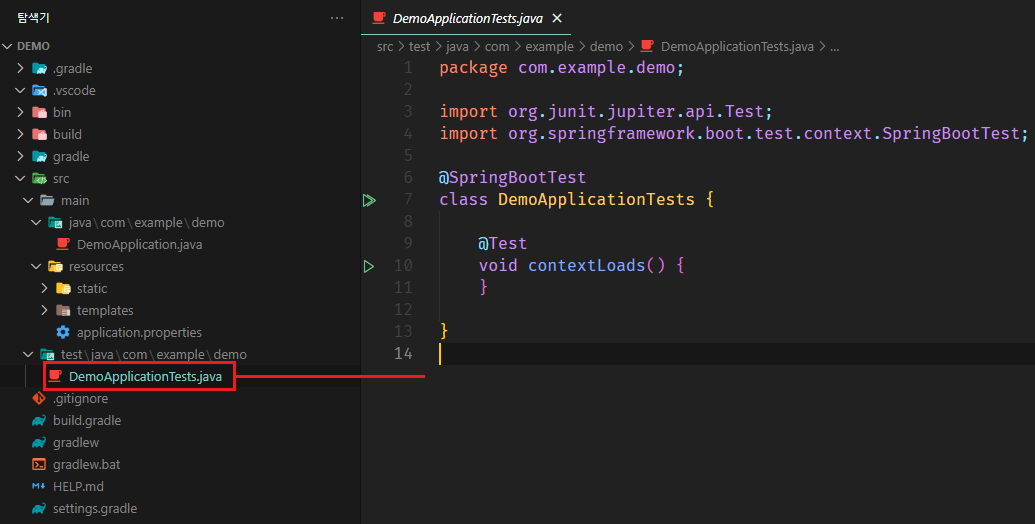 탐색기
...
DEMO
.gradle
.vscode
bin
build
gradle
src
main
java\com\example\demo
DemoApplication.java
resources
static
templates
application.properties
test\java\com\example\demo
DemoApplicationTests.java
.gitignore
build.gradle
gradlew
gradlew.bat
HELP.md
settings.gradle
DemoApplicationTests.java
src > test > java > com > example > demo > DemoApplicationTests.java > ...
1 package com.example.demo;
2
3 import org.junit.jupiter.api.Test;
4 import org.springframework.boot.test.context.SpringBootTest;
5
6 @SpringBootTest
7 class DemoApplicationTests {
8
9     @Test
10     void contextLoads() {
11     }
12
13 }
14